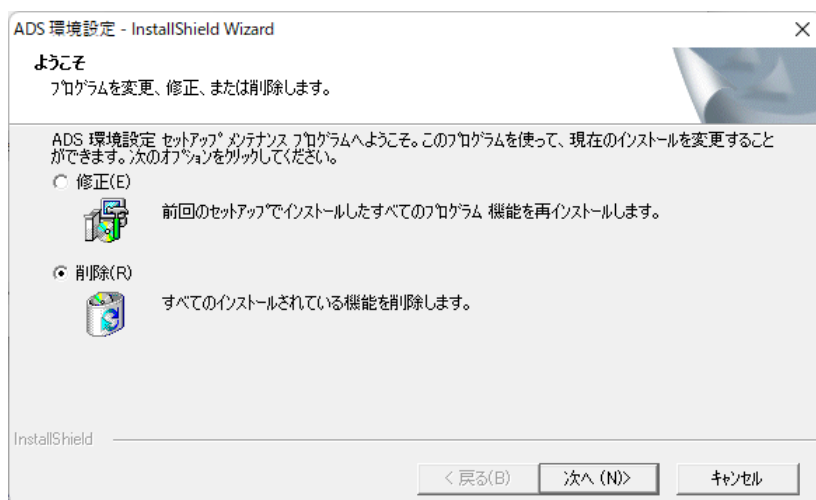 ADS 環境設定 - InstallShield Wizard
ようこそ
プログラムを変更、修正、または削除します。
ADS 環境設定 セットアップ メンテナンス プログラムへようこそ。このプログラムを使って、現在のインストールを変更すること
ができます。次のオプションをクリックしてください。
修正(E)
前回のセットアップでインストールしたすべてのプログラム 機能を再インストールします。
削除(R)
すべてのインストールされている機能を削除します。
InstallShield
< 戻る(B)
次へ (N)>
キャンセル